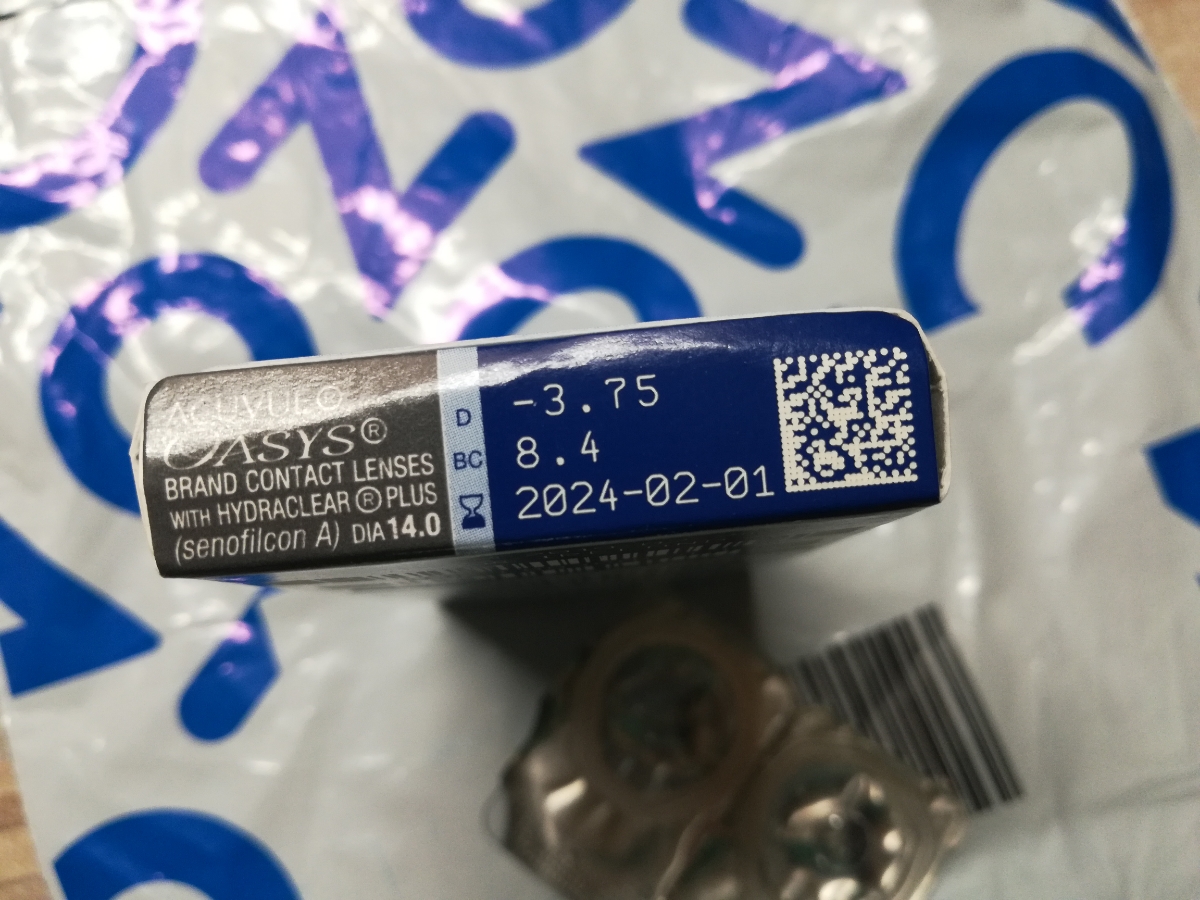 ACUVUE®
OASYS®
BRAND CONTACT LENSES
WITH HYDRACLEAR® PLUS
(senofilcon A) DIA 14.0
D -3.75
BC 8.4
2024-02-01